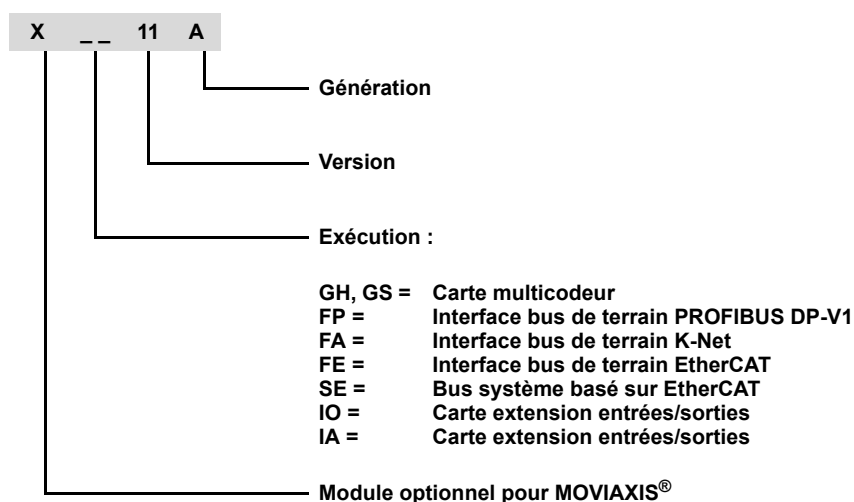 X _ _ 11 A
Génération
Version
Exécution :
GH, GS = Carte multicodeur
FP = Interface bus de terrain PROFIBUS DP-V1
FA = Interface bus de terrain K-Net
FE = Interface bus de terrain EtherCAT
SE = Bus système basé sur EtherCAT
IO = Carte extension entrées/sorties
IA = Carte extension entrées/sorties
Module optionnel pour MOVIAXIS®